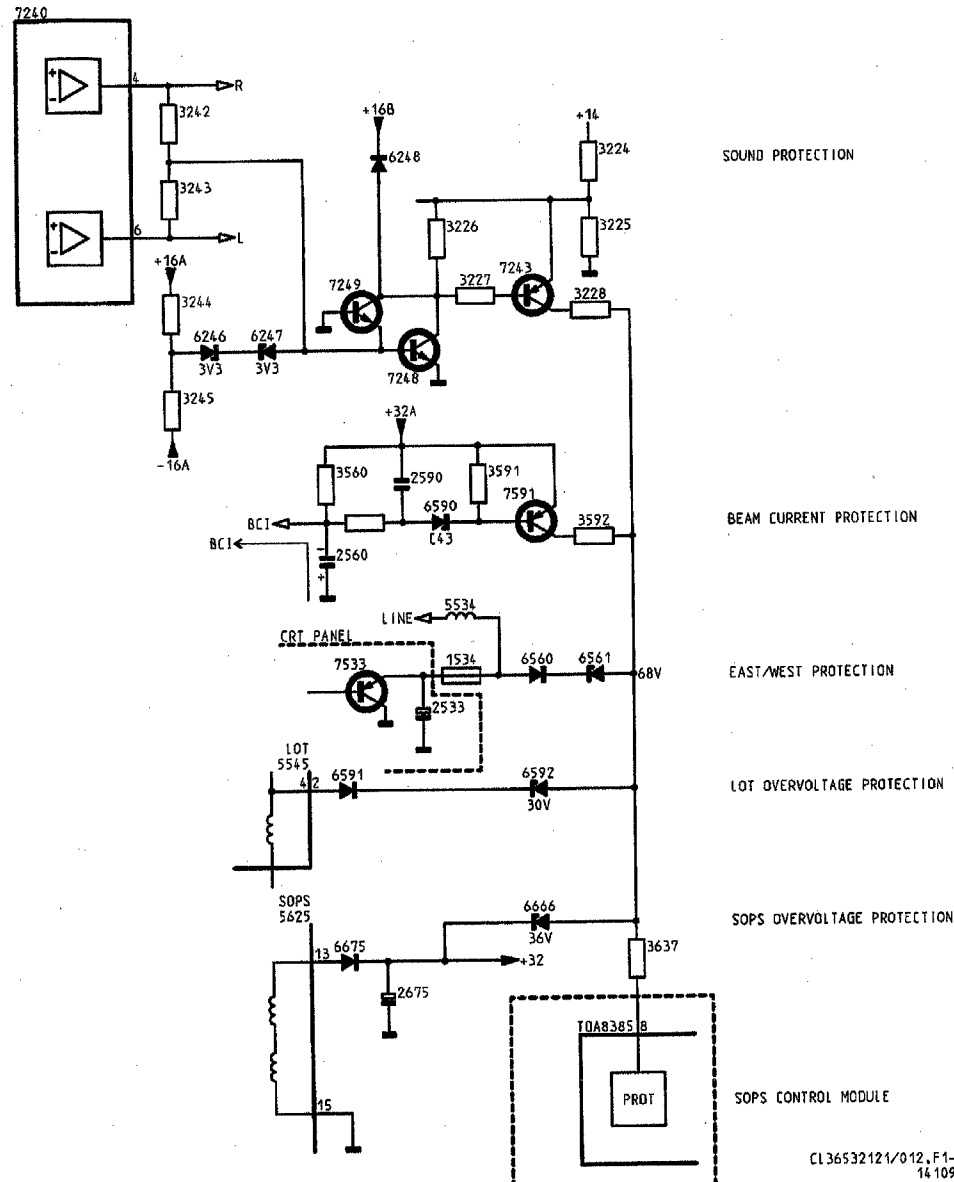 7240
4
R
3242
3243
6
L
+16A
3244
6246
3V3
6247
3V3
3245
-16A
+16B
6248
+14
3224
SOUND PROTECTION
3226
3225
7249
3227
7243
3228
7248
+32A
3560
2590
3591
6590
C43
7591
3592
BEAM CURRENT PROTECTION
BCI
BCI
2560
+
LINE
5534
CRT PANEL
7533
1534
6560
6561
68V
EAST/WEST PROTECTION
2533
LOT
5545
4/2
6591
6592
30V
LOT OVERVOLTAGE PROTECTION
SOPS
5625
13
6675
6666
36V
+32
SOPS OVERVOLTAGE PROTECTION
3637
2675
15
TDA8385
8
PROT
SOPS CONTROL MODULE
CL36532121/012.F1-
14109